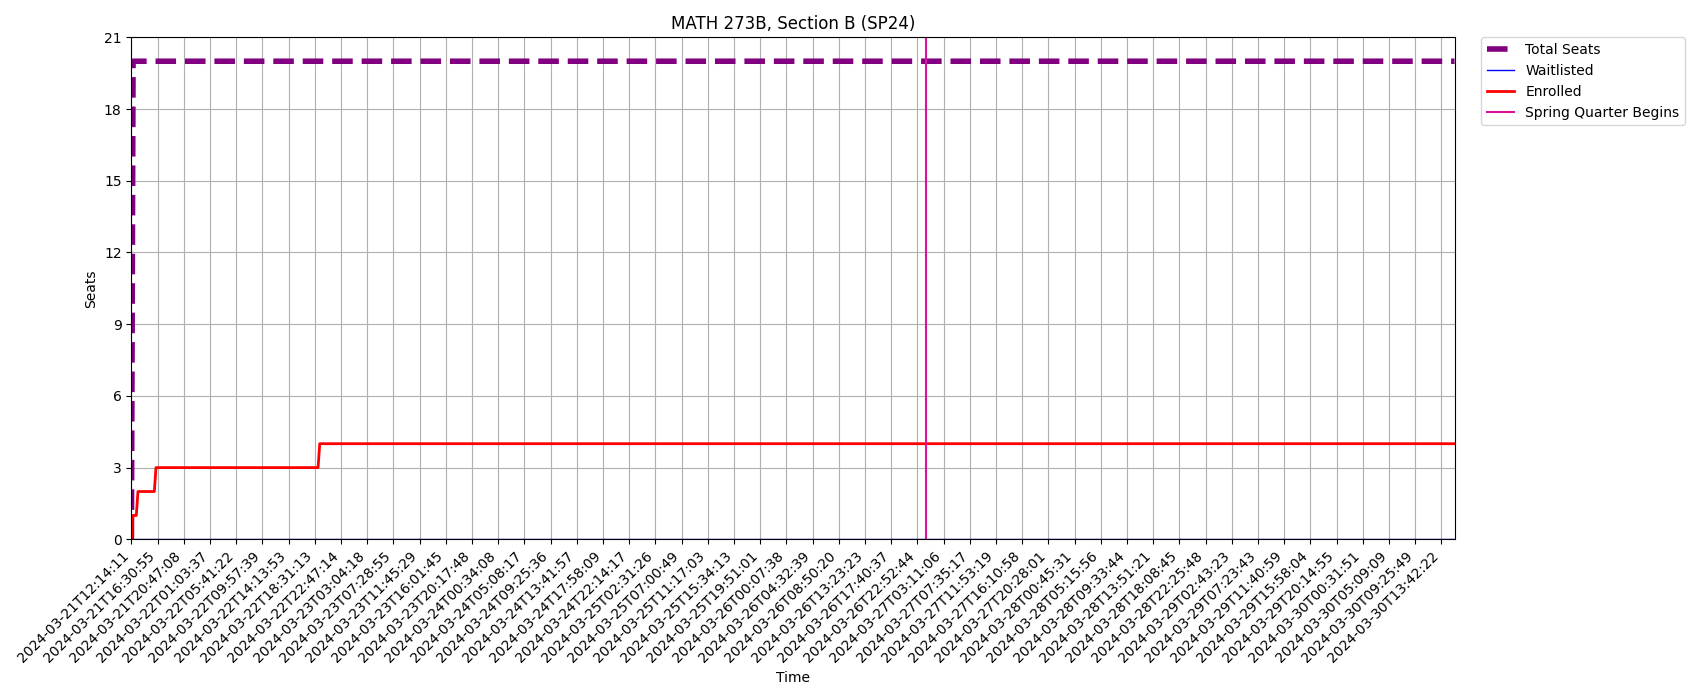 MATH 273B, Section B (SP24)
Total Seats
Waitlisted
Enrolled
Spring Quarter Begins
Seats
21
18
15
12
9
6
3
0
2024-03-21T12:14:11
2024-03-21T16:30:55
2024-03-21T20:47:08
2024-03-22T01:03:37
2024-03-22T05:41:22
2024-03-22T09:57:39
2024-03-22T14:13:53
2024-03-22T18:31:13
2024-03-22T22:47:14
2024-03-23T03:04:18
2024-03-23T07:28:55
2024-03-23T11:45:29
2024-03-23T16:01:45
2024-03-23T20:17:48
2024-03-24T00:34:08
2024-03-24T05:08:17
2024-03-24T09:25:36
2024-03-24T13:41:57
2024-03-24T17:58:09
2024-03-24T22:14:17
2024-03-25T02:31:26
2024-03-25T07:00:49
2024-03-25T11:17:03
2024-03-25T15:34:13
2024-03-25T19:51:01
2024-03-26T00:07:38
2024-03-26T04:32:39
2024-03-26T08:50:20
2024-03-26T13:23:23
2024-03-26T17:40:37
2024-03-26T22:52:44
2024-03-27T03:11:06
2024-03-27T07:35:17
2024-03-27T11:53:19
2024-03-27T16:10:58
2024-03-27T20:28:01
2024-03-28T00:45:31
2024-03-28T05:15:56
2024-03-28T09:33:44
2024-03-28T13:51:21
2024-03-28T18:08:45
2024-03-28T22:25:48
2024-03-29T02:43:23
2024-03-29T07:23:43
2024-03-29T11:40:59
2024-03-29T15:58:04
2024-03-29T20:14:55
2024-03-30T00:31:51
2024-03-30T05:09:09
2024-03-30T09:25:49
2024-03-30T13:42:22
Time